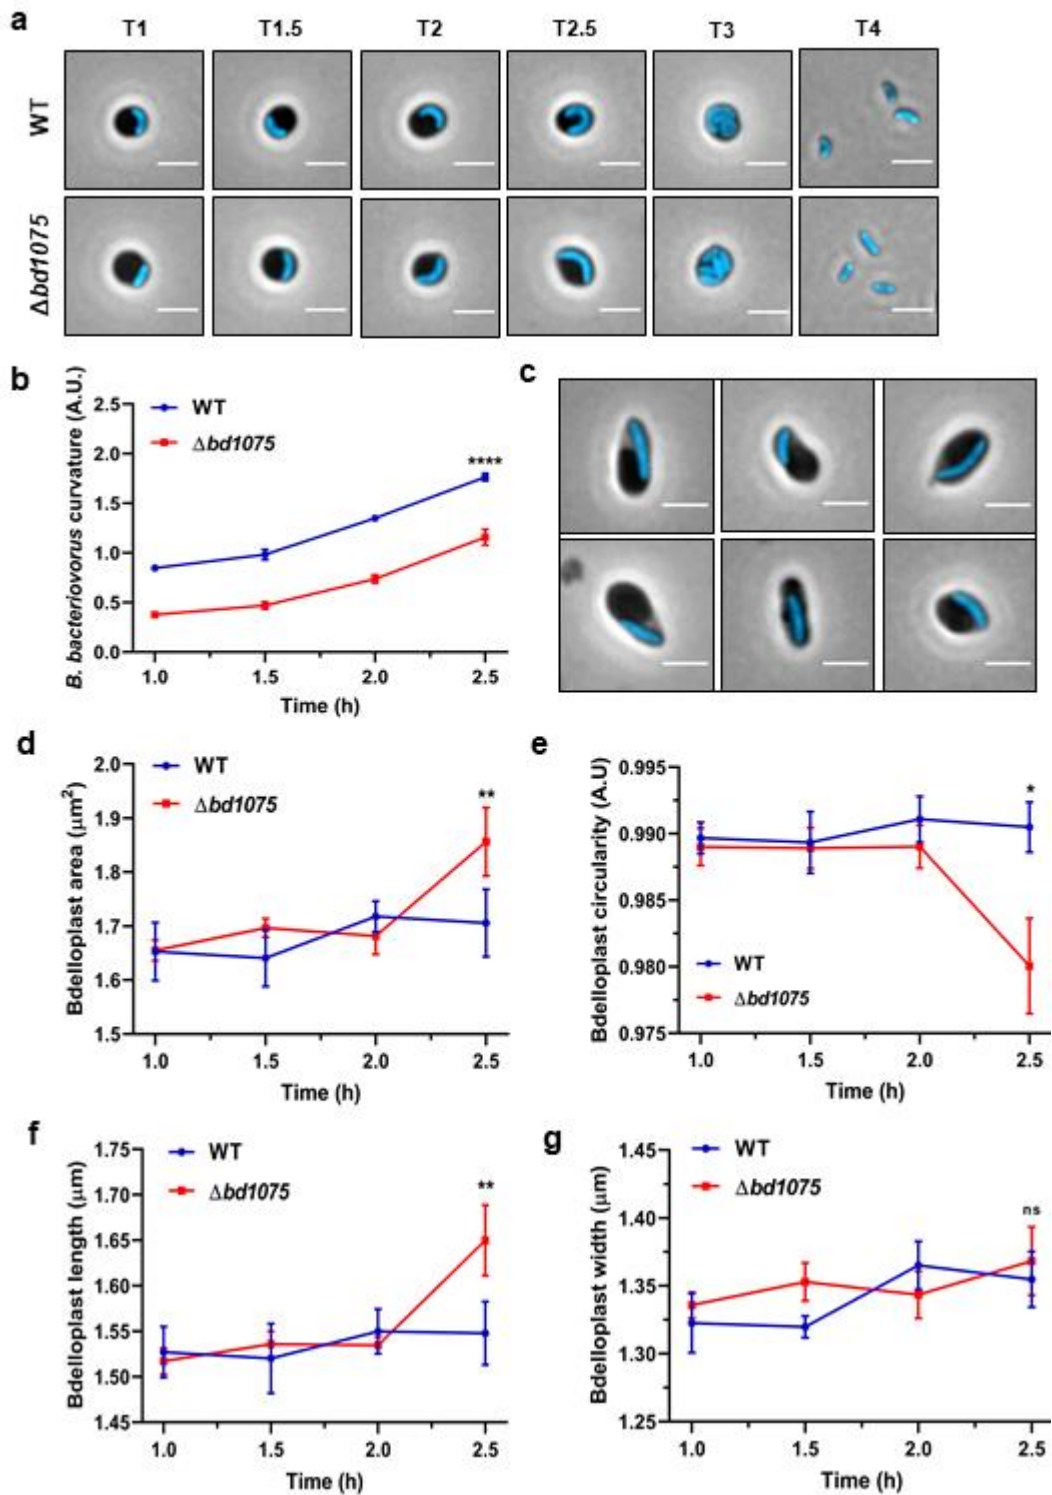 a
T1 T1.5 T2 T2.5 T3 T4
WT
Δbd1075
b
B. bacteriovorus curvature (A.U.)
2.5
2.0
1.5
1.0
0.5
0.0
WT
Δbd1075
****
1.0 1.5 2.0 2.5
Time (h)
c
d
Bdelloplast area (μm²)
2.0
1.9
1.8
1.7
1.6
1.5
WT
Δbd1075
**
1.0 1.5 2.0 2.5
Time (h)
e
Bdelloplast circularity (A.U)
0.995
0.990
0.985
0.980
0.975
*
WT
Δbd1075
1.0 1.5 2.0 2.5
Time (h)
f
Bdelloplast length (μm)
1.75
1.70
1.65
1.60
1.55
1.50
1.45
WT
Δbd1075
**
1.0 1.5 2.0 2.5
Time (h)
g
Bdelloplast width (μm)
1.45
1.40
1.35
1.30
1.25
WT
Δbd1075
ns
1.0 1.5 2.0 2.5
Time (h)